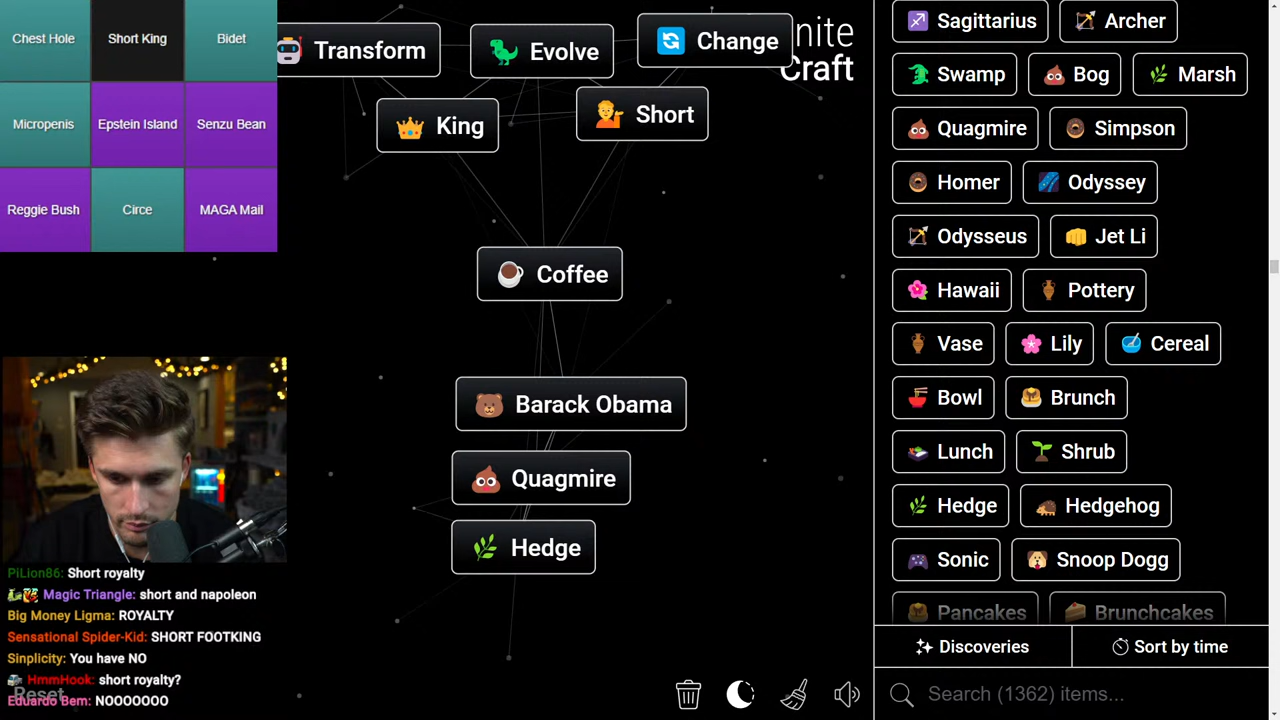 Chest Hole
Short King
Bidet
Micropenis
Epstein Island
Senzu Bean
Reggie Bush
Circe
MAGA Mail
Transform
Evolve
Change
nite
Craft
King
Short
Coffee
Barack Obama
Quagmire
Hedge
Sagittarius
Archer
Swamp
Bog
Marsh
Quagmire
Simpson
Homer
Odyssey
Odysseus
Jet Li
Hawaii
Pottery
Vase
Lily
Cereal
Bowl
Brunch
Lunch
Shrub
Hedge
Hedgehog
Sonic
Snoop Dogg
Pancakes
Brunchcakes
Discoveries
Sort by time
Search (1362) items...
PiLion86: Short royalty
Magic Triangle: short and napoleon
Big Money Ligma: ROYALTY
Sensational Spider-Kid: SHORT FOOTKING
Sinplicity: You have NO
HmmHook: short royalty?
Reset
Eduardo Bem: NOOOOOOO